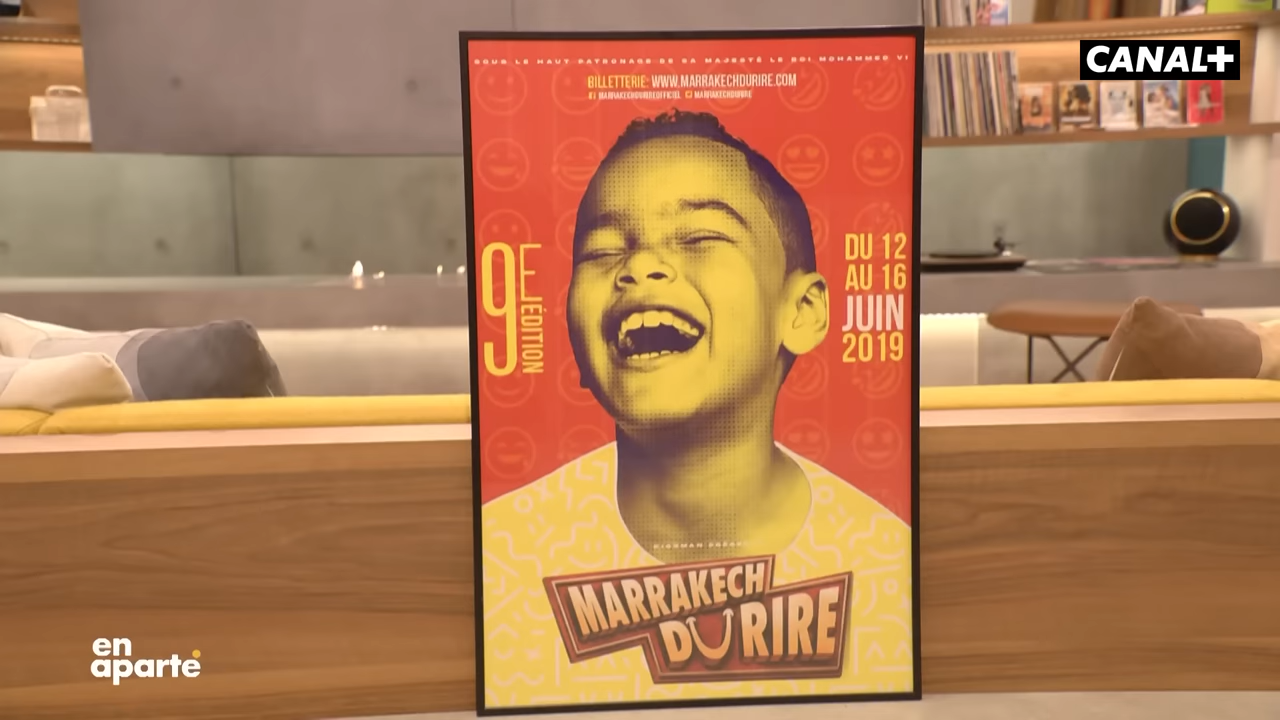 CANAL+
SOUS LE HAUT PATRONAGE DE SA MAJESTÉ LE ROI MOHAMMED VI
BILLETTERIE: WWW.MARRAKECHDURIRE.COM
MARRAKECHDURIREOFFICIEL MARRAKECHDURIRE
9E ÉDITION
DU 12
AU 16
JUIN
2019
MARRAKECH
DU RIRE
en
aparté